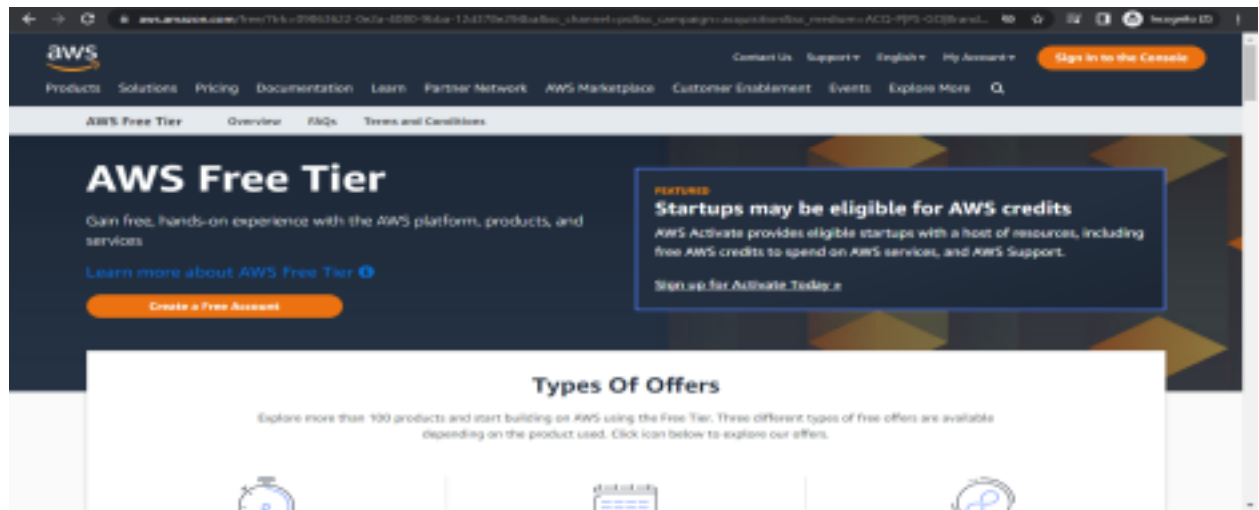 Incognito (2)
aws
Contact Us Support English My Account Sign In to the Console
Products Solutions Pricing Documentation Learn Partner Network AWS Marketplace Customer Enablement Events Explore More
AWS Free Tier Overview FAQs Terms and Conditions
AWS Free Tier
Gain free, hands-on experience with the AWS platform, products, and
services
Learn more about AWS Free Tier
Create a Free Account
FEATURED
Startups may be eligible for AWS credits
AWS Activate provides eligible startups with a host of resources, including
free AWS credits to spend on AWS services, and AWS Support.
Sign up for Activate Today »
Types Of Offers
Explore more than 100 products and start building on AWS using the Free Tier. Three different types of free offers are available
depending on the product used. Click icon below to explore our offers.